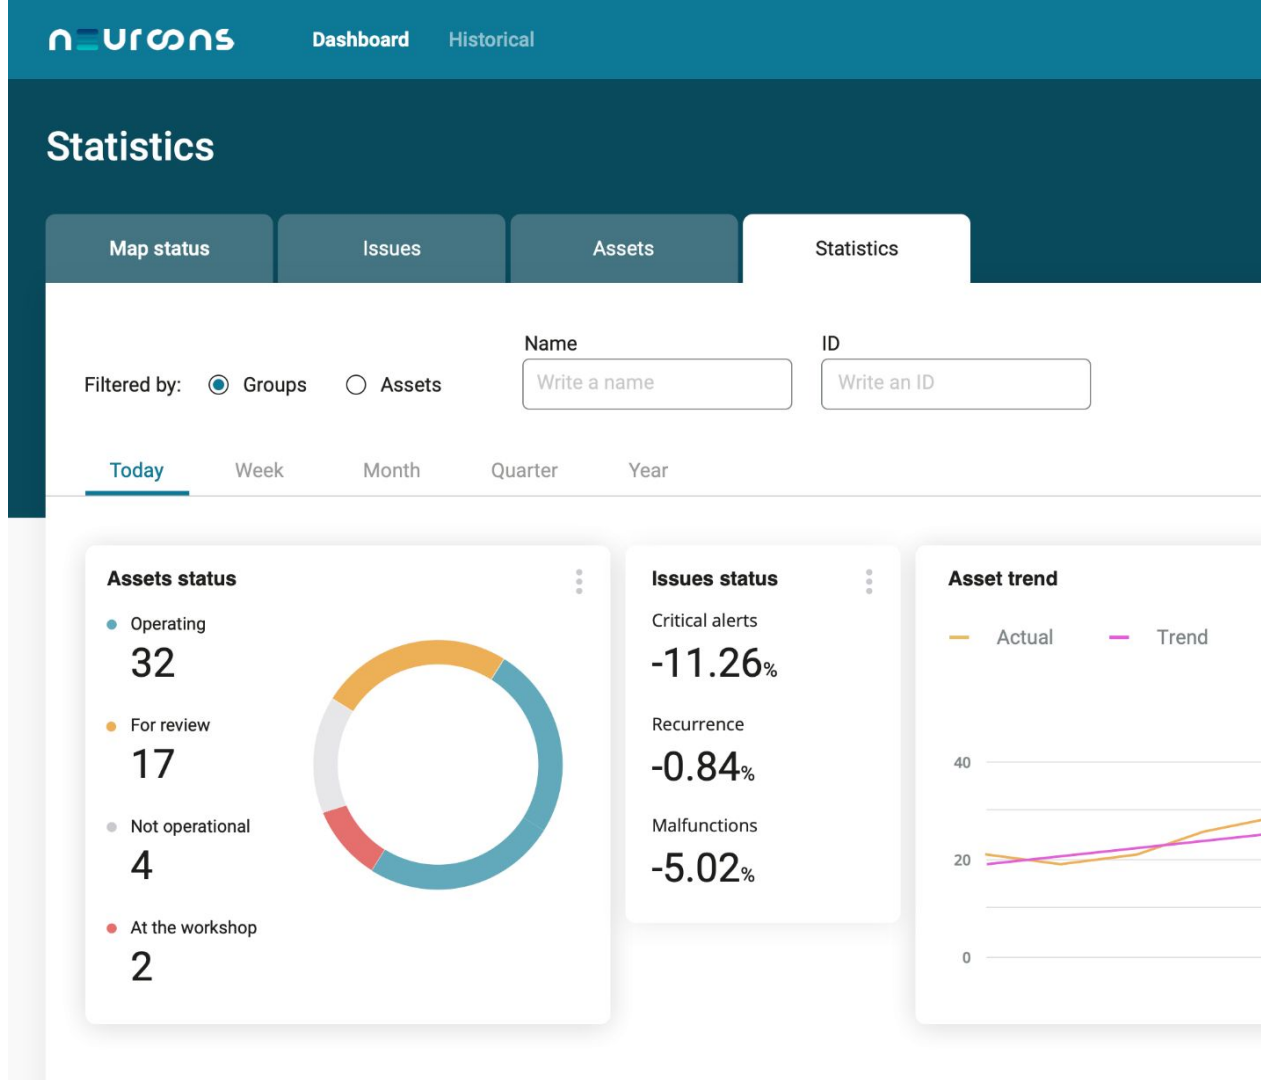 neuroons
Dashboard Historical
Statistics
Map status Issues Assets Statistics
Name ID
Filtered by: Groups Assets Write a name Write an ID
Today Week Month Quarter Year
Assets status
Operating
32
For review
17
Not operational
4
At the workshop
2
Issues status
Critical alerts
-11.26%
Recurrence
-0.84%
Malfunctions
-5.02%
Asset trend
Actual Trend
40
20
0